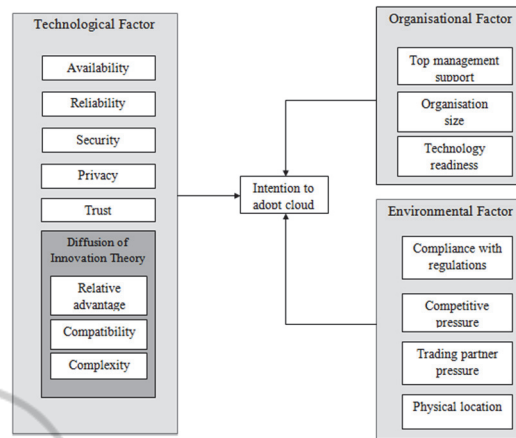 Technological Factor
Availability
Reliability
Security
Privacy
Trust
Diffusion of
Innovation Theory
Relative
advantage
Compatibility
Complexity
Intention to
adopt cloud
Organisational Factor
Top management
support
Organisation
size
Technology
readiness
Environmental Factor
Compliance with
regulations
Competitive
pressure
Trading partner
pressure
Physical location